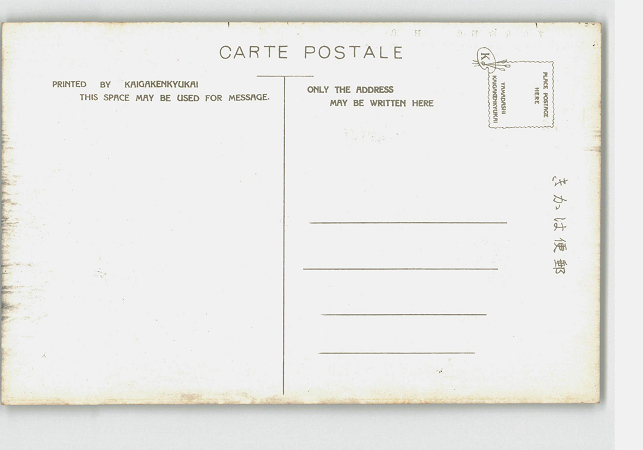 CARTE POSTALE
PRINTED BY KAIGAKENKYUKAI
THIS SPACE MAY BE USED FOR MESSAGE.
ONLY THE ADDRESS
MAY BE WRITTEN HERE
K
PLACE POSTAGE
HERE
KAIGAKENKYUKAI
きかは便郵